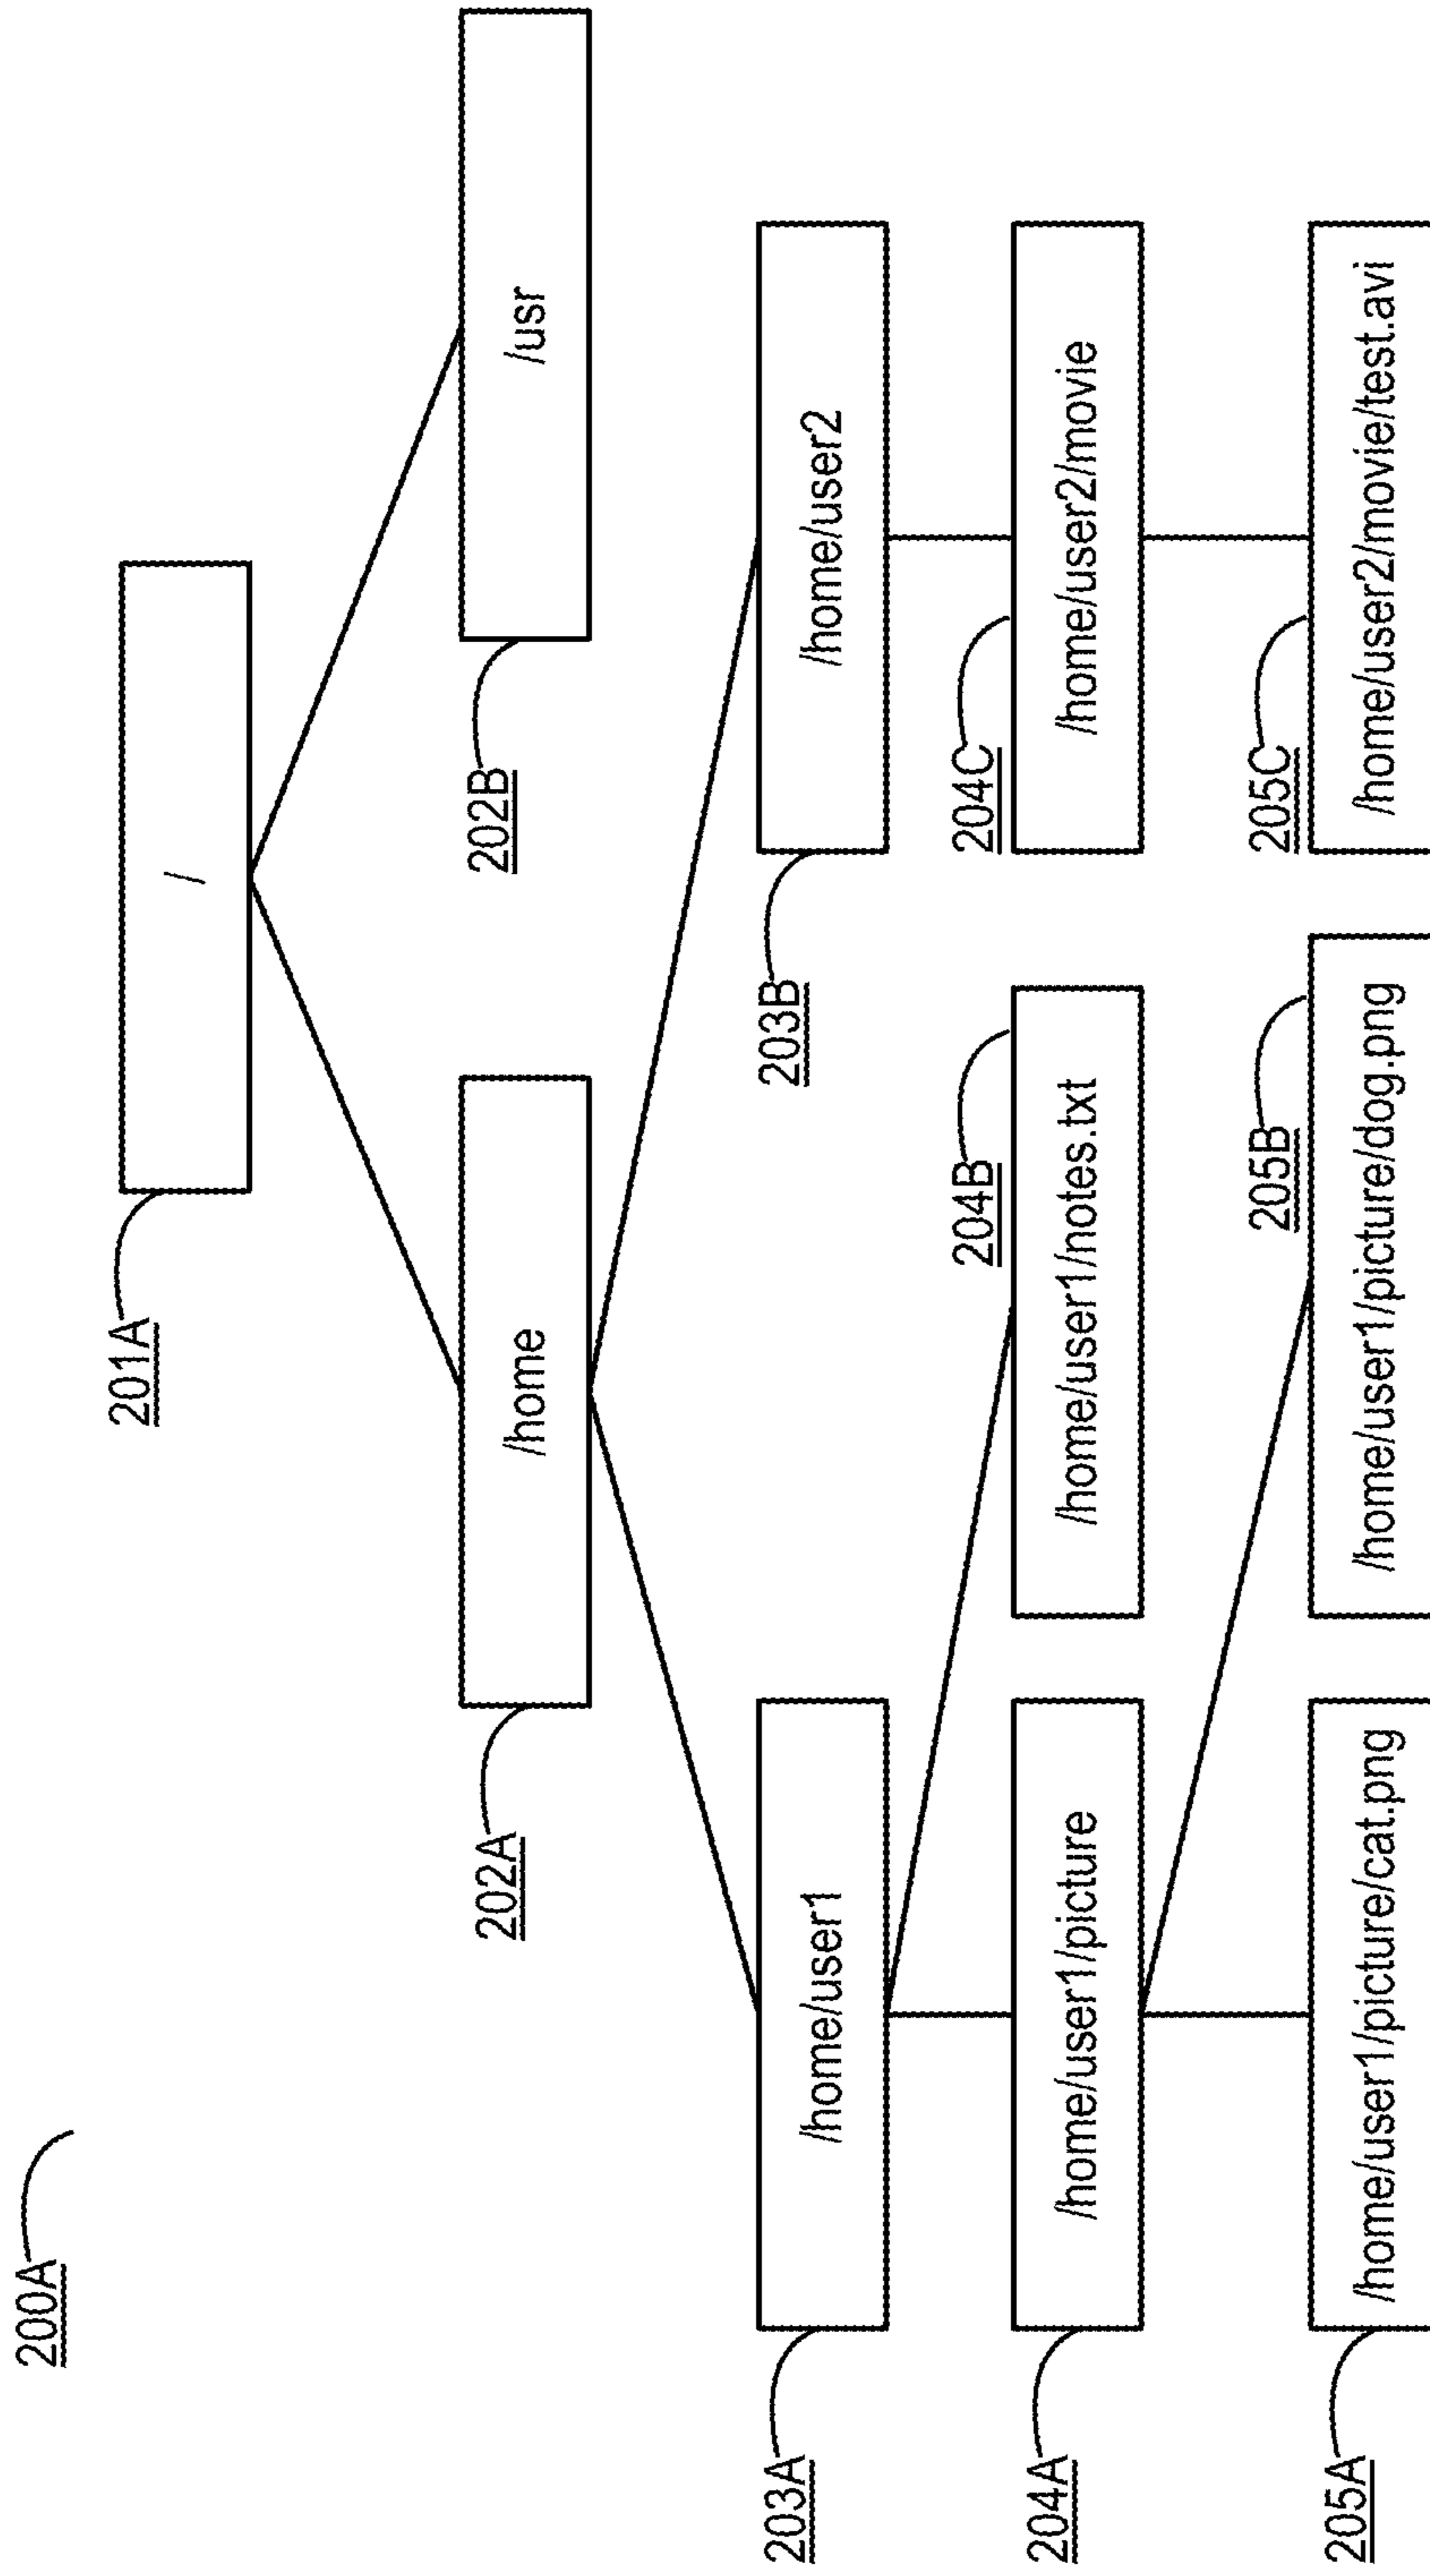 200A
201A
/
202A
/home
202B
/usr
203A
/home/user1
203B
/home/user2
204A
/home/user1/picture
204B
/home/user1/notes.txt
204C
/home/user2/movie
205A
/home/user1/picture/cat.png
205B
/home/user1/picture/dog.png
205C
/home/user2/movie/test.avi